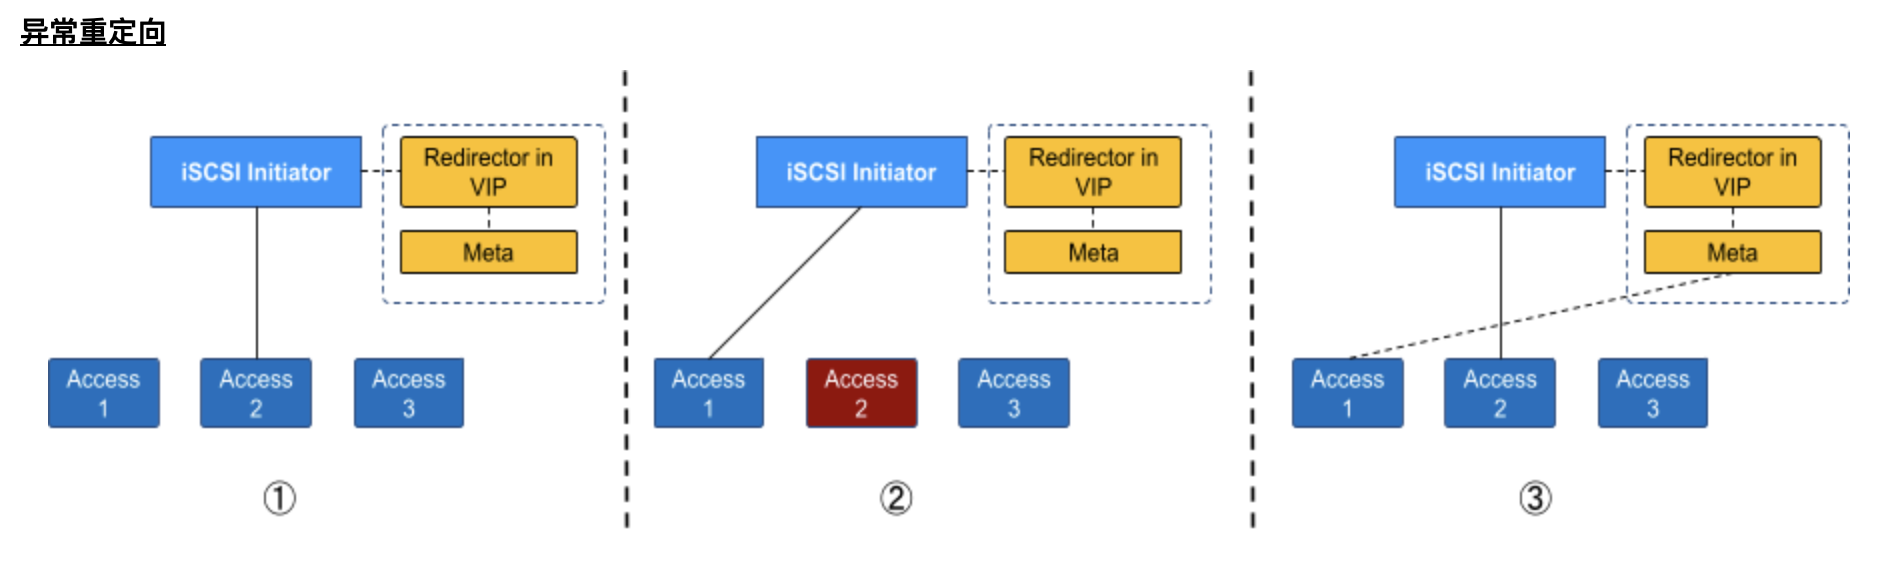 异常重定向
iSCSI Initiator
Redirector in
VIP
Meta
Access
1
Access
2
Access
3
①
iSCSI Initiator
Redirector in
VIP
Meta
Access
1
Access
2
Access
3
②
iSCSI Initiator
Redirector in
VIP
Meta
Access
1
Access
2
Access
3
③